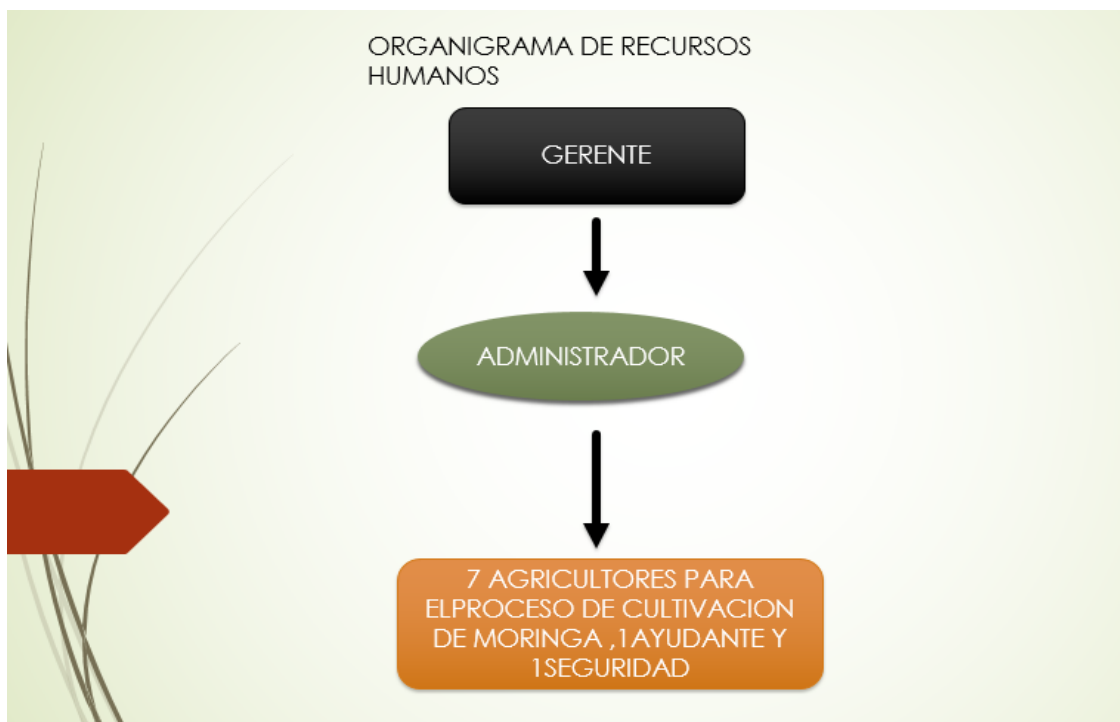 ORGANIGRAMA DE RECURSOS
HUMANOS
GERENTE
ADMINISTRADOR
7 AGRICULTORES PARA
ELPROCESO DE CULTIVACION
DE MORINGA ,1AYUDANTE Y
1SEGURIDAD